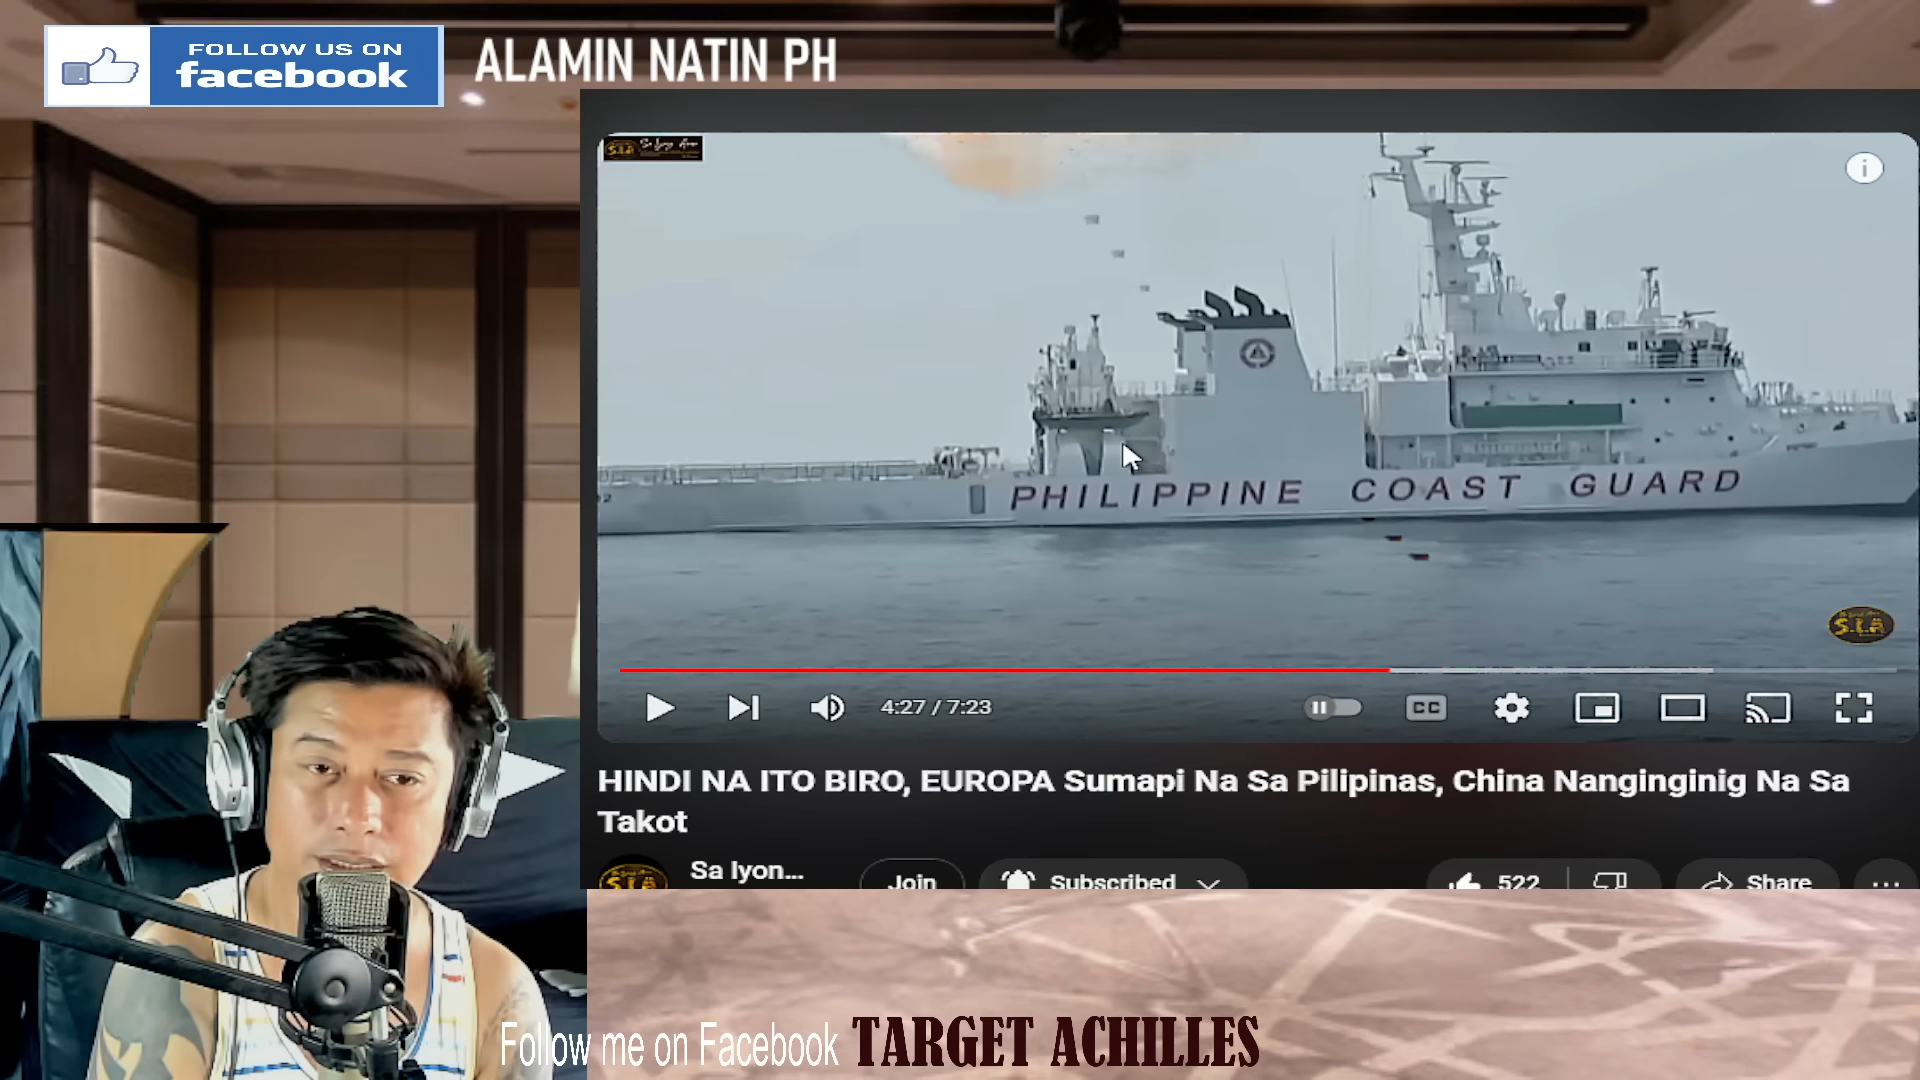 FOLLOW US ON
facebook
ALAMIN NATIN PH
S.I.A
PHILIPPINE COAST GUARD
S.I.A
4:27 / 7:23
CC
HINDI NA ITO BIRO, EUROPA Sumapi Na Sa Pilipinas, China Nanginginig Na Sa
Takot
Sa Iyon...
Join
Subscribed
522
Share
Follow me on Facebook TARGET ACHILLES